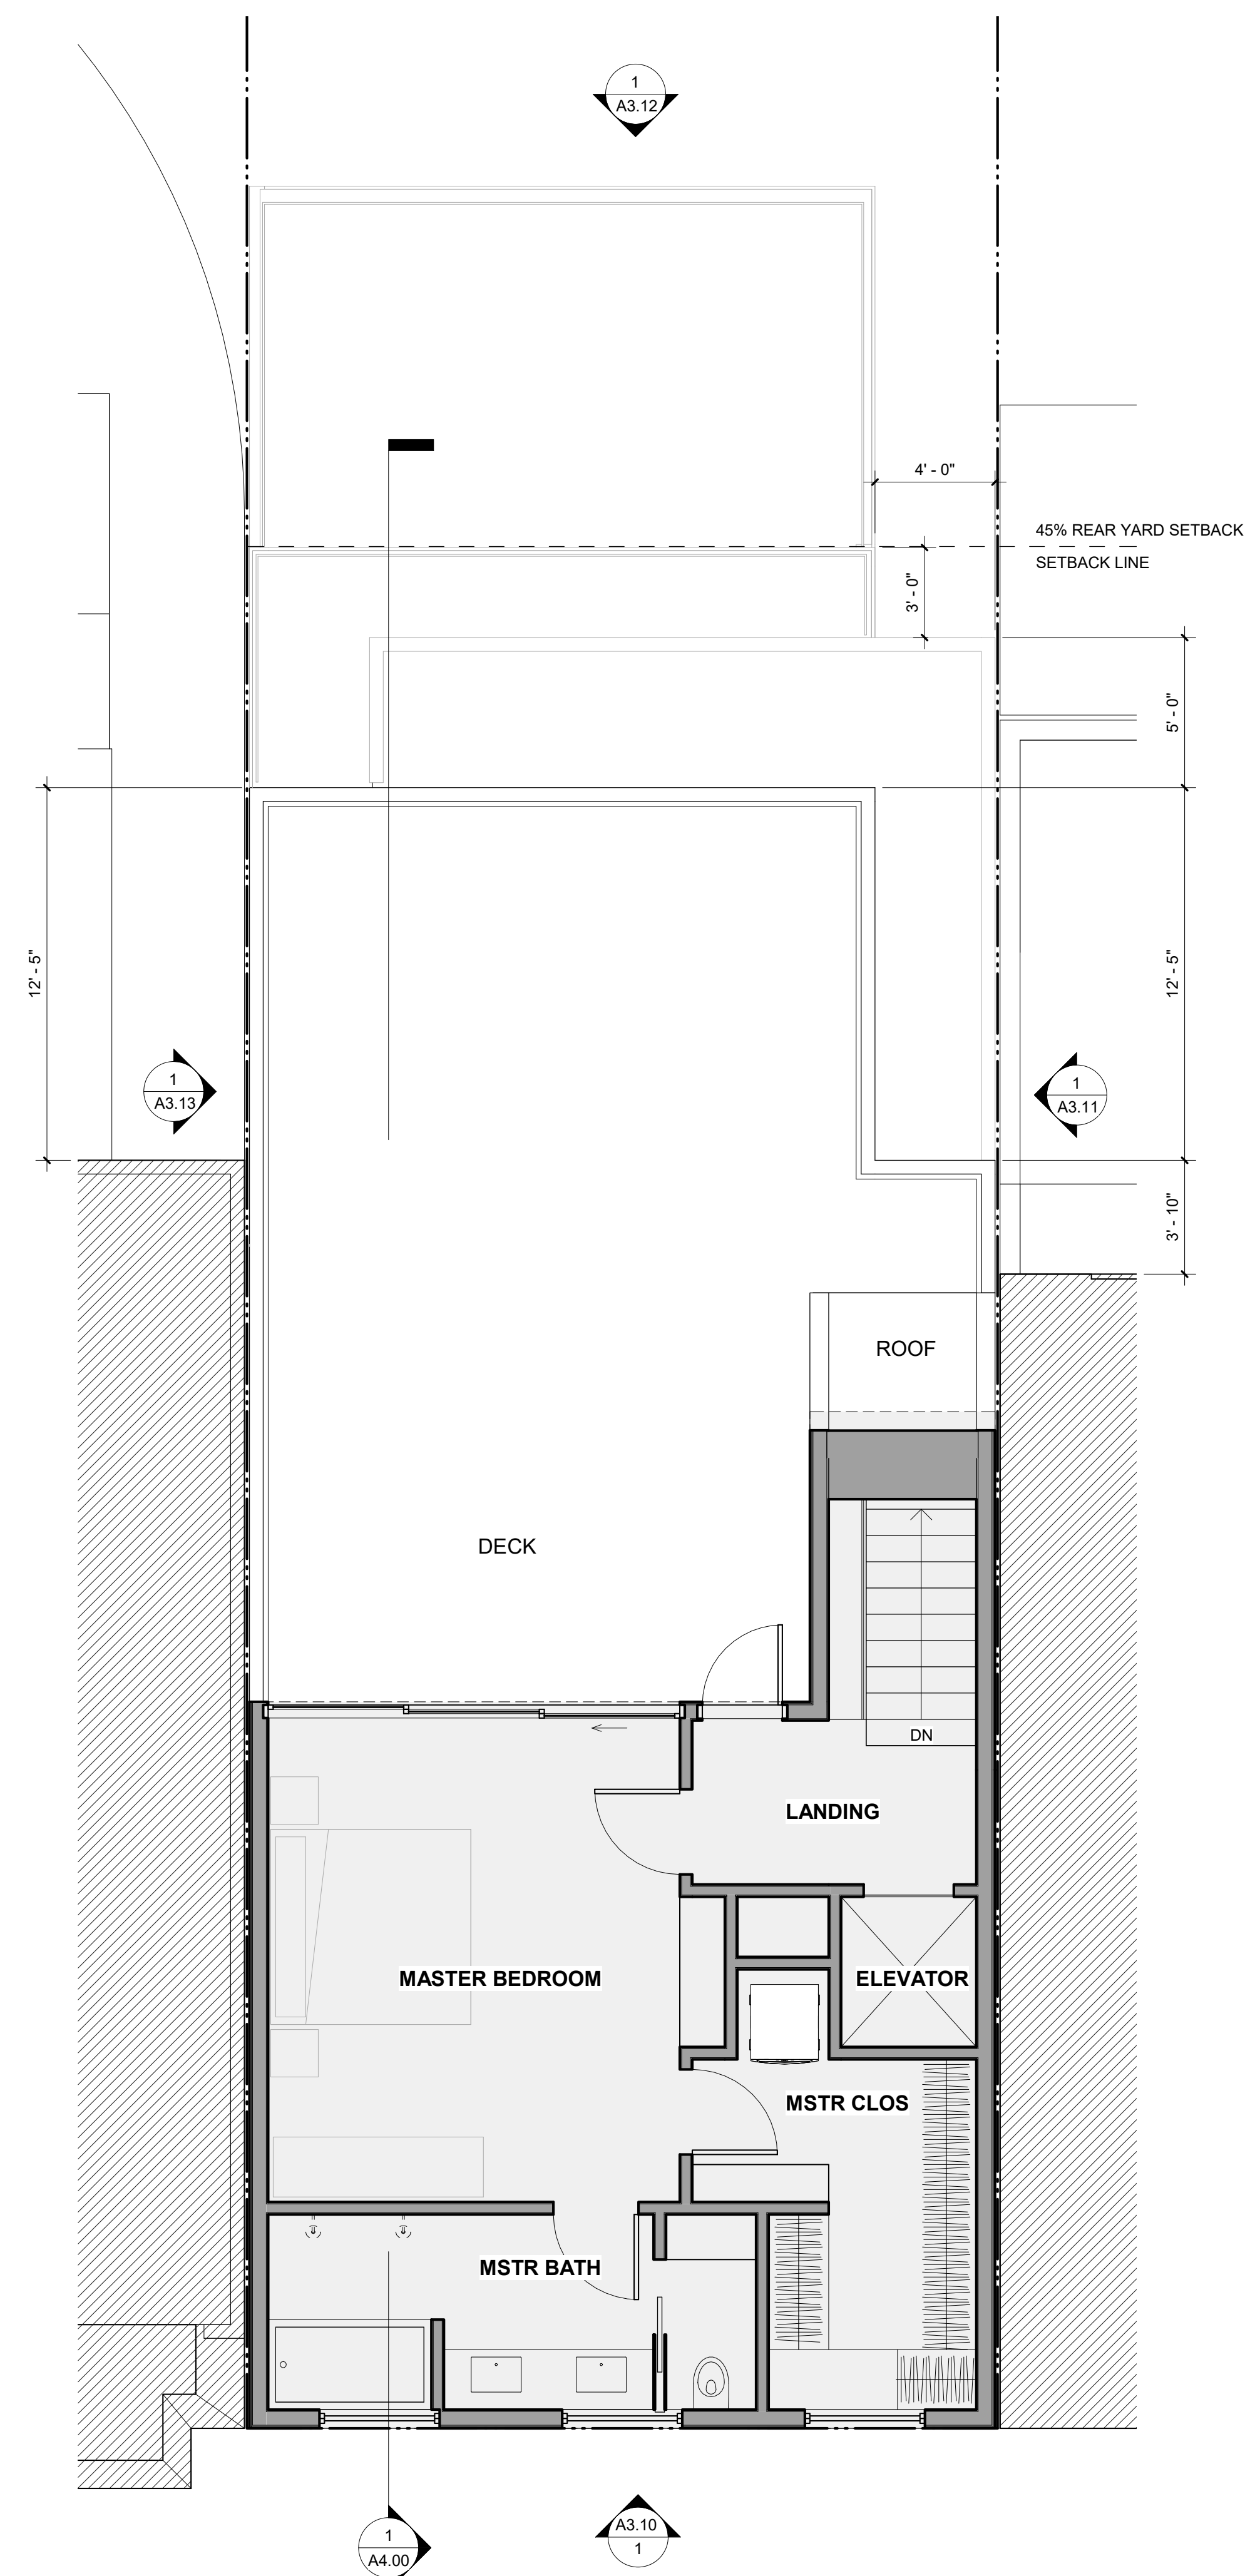 1
A3.12
4' - 0"
45% REAR YARD SETBACK
SETBACK LINE
3' - 0"
5' - 0"
12' - 5"
12' - 5"
1
A3.13
1
A3.11
3' - 10"
ROOF
DECK
DN
LANDING
MASTER BEDROOM
ELEVATOR
MSTR CLOS
MSTR BATH
1
A4.00
A3.10
1